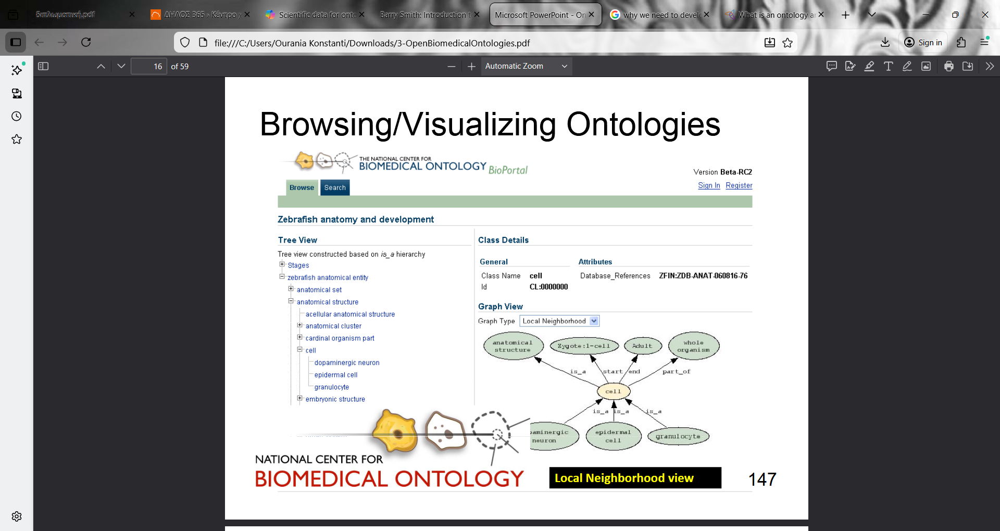 διπλωματική.pdf
ΔΗΛΟΣ 365 › Κέντρο
Scientific data for onto
Barry Smith: Introduction t
Microsoft PowerPoint - On
why we need to devel
What is an ontology a
file:///C:/Users/Ourania Konstanti/Downloads/3-OpenBiomedicalOntologies.pdf
Sign in
16 of 59
Automatic Zoom
Browsing/Visualizing Ontologies
THE NATIONAL CENTER FOR
BIOMEDICAL ONTOLOGY BioPortal
Version Beta-RC2
Sign In Register
Browse Search
Zebrafish anatomy and development
Tree View
Tree view constructed based on is_a hierarchy
Stages
zebrafish anatomical entity
anatomical set
anatomical structure
acellular anatomical structure
anatomical cluster
cardinal organism part
cell
dopaminergic neuron
epidermal cell
granulocyte
embryonic structure
Class Details
General
Class Name cell
Id CL:0000000
Attributes
Database_References ZFIN:ZDB-ANAT-060816-76
Graph View
Graph Type Local Neighborhood
anatomical
structure
Zygote:1-cell
Adult
whole
organism
is_a start end part_of
cell
is_a is_a is_a
aminergic
neuron
epidermal
cell
granulocyte
NATIONAL CENTER FOR
BIOMEDICAL ONTOLOGY
Local Neighborhood view
147